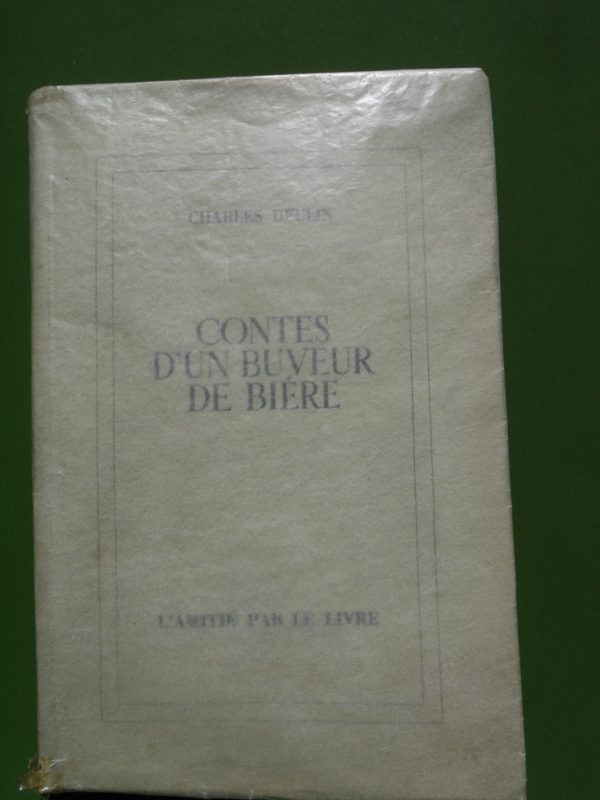 CHARLES DEULIN
CONTES
D'UN BUVEUR
DE BIÈRE
L'AMITIÉ PAR LE LIVRE